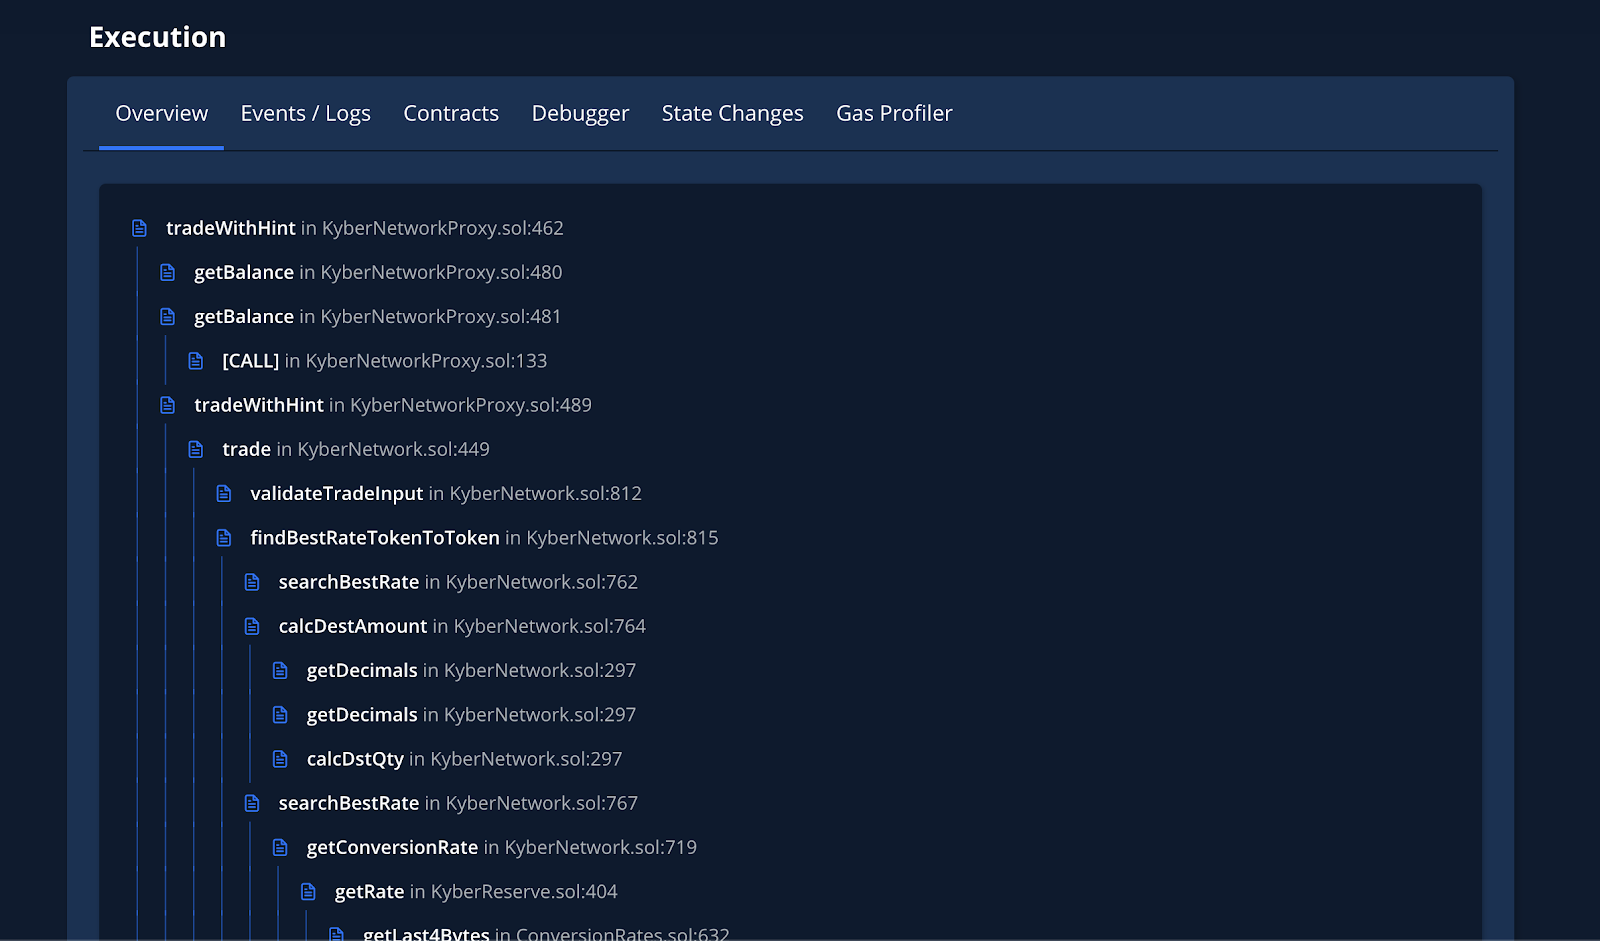 Execution
Overview Events / Logs Contracts Debugger State Changes Gas Profiler
tradeWithHint in KyberNetworkProxy.sol:462
getBalance in KyberNetworkProxy.sol:480
getBalance in KyberNetworkProxy.sol:481
[CALL] in KyberNetworkProxy.sol:133
tradeWithHint in KyberNetworkProxy.sol:489
trade in KyberNetwork.sol:449
validateTradeInput in KyberNetwork.sol:812
findBestRateTokenToToken in KyberNetwork.sol:815
searchBestRate in KyberNetwork.sol:762
calcDestAmount in KyberNetwork.sol:764
getDecimals in KyberNetwork.sol:297
getDecimals in KyberNetwork.sol:297
calcDstQty in KyberNetwork.sol:297
searchBestRate in KyberNetwork.sol:767
getConversionRate in KyberNetwork.sol:719
getRate in KyberReserve.sol:404
getLast4Bytes in ConversionRates.sol:632